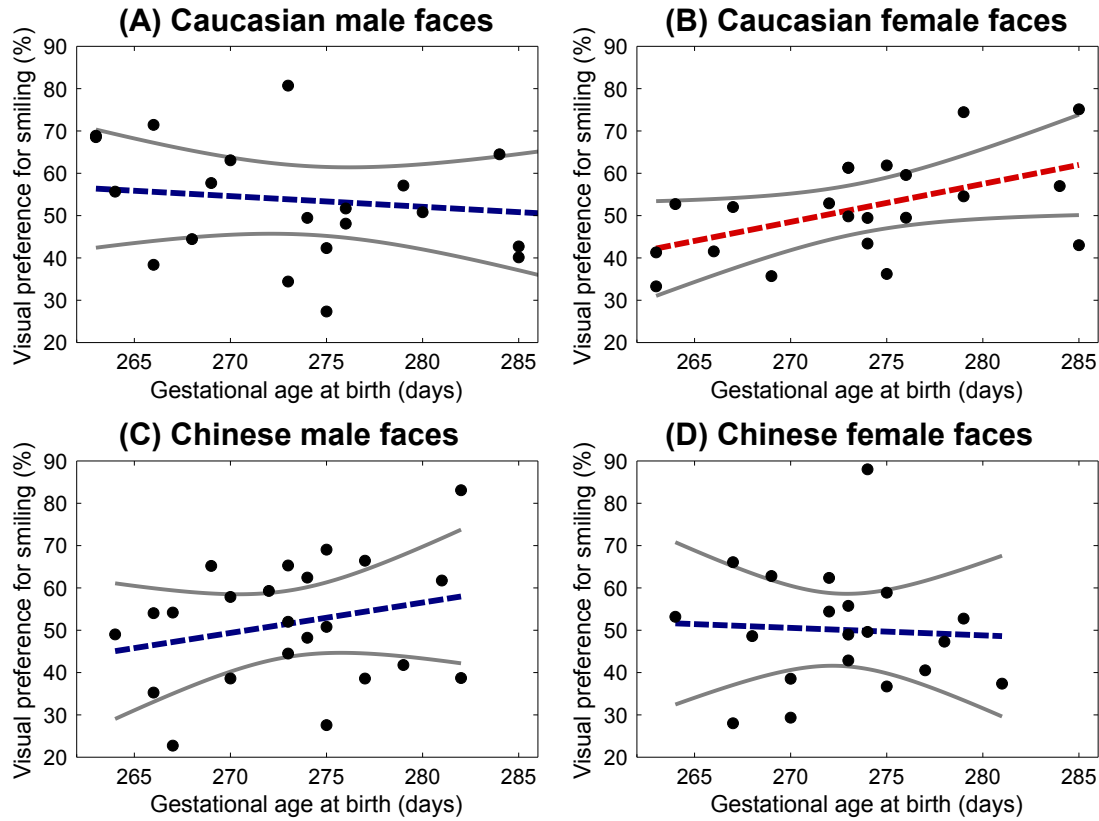 (A) Caucasian male faces
Visual preference for smiling (%)
90
80
70
60
50
40
30
20
265 270 275 280 285
Gestational age at birth (days)
(B) Caucasian female faces
Visual preference for smiling (%)
90
80
70
60
50
40
30
20
265 270 275 280 285
Gestational age at birth (days)
(C) Chinese male faces
Visual preference for smiling (%)
90
80
70
60
50
40
30
20
265 270 275 280 285
Gestational age at birth (days)
(D) Chinese female faces
Visual preference for smiling (%)
90
80
70
60
50
40
30
20
265 270 275 280 285
Gestational age at birth (days)